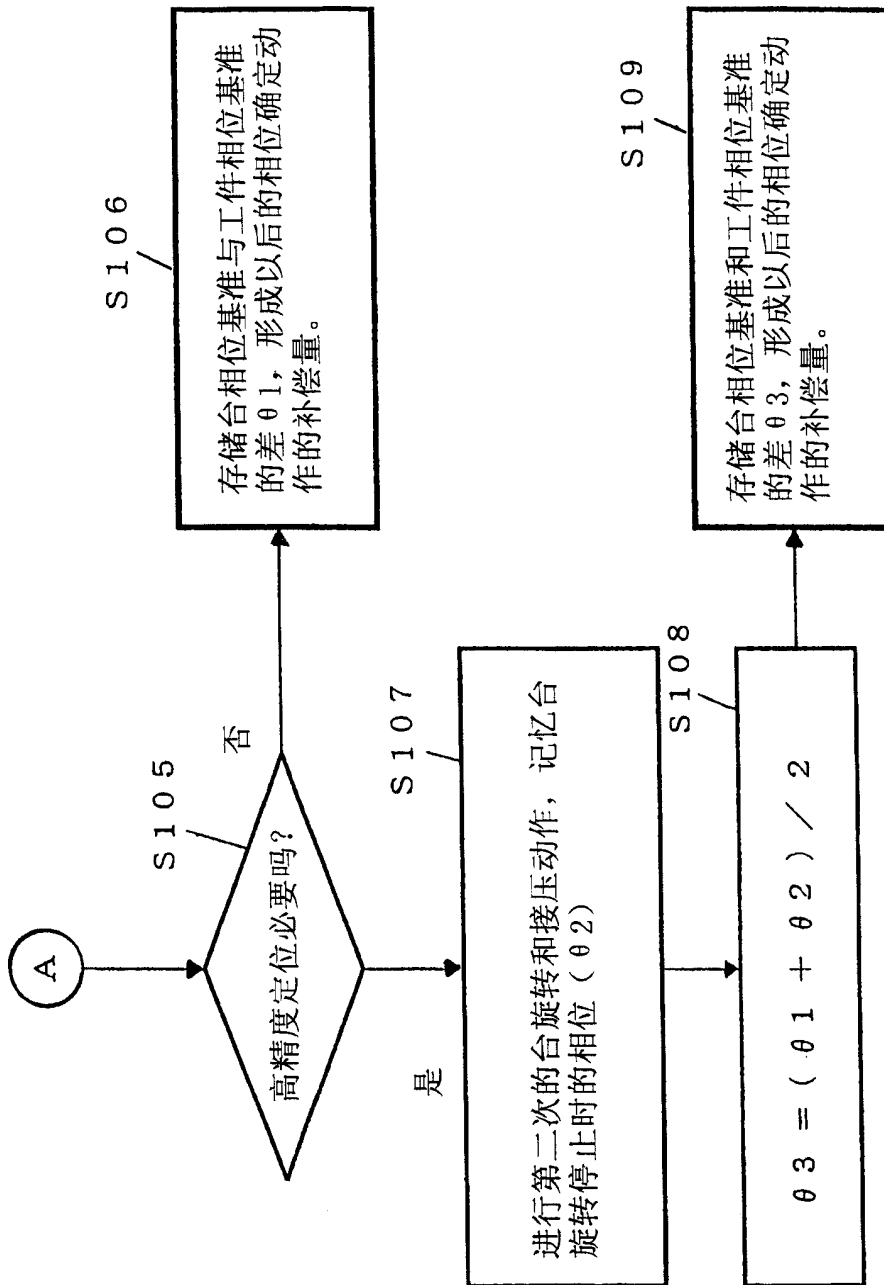 A
S105
高精度定位必要吗?
否
是
S106
存储台相位基准与工件相位基准
的差θ1, 形成以后的相位确定动
作的补偿量。
S107
进行第二次的台旋转和接压动作, 记忆台
旋转停止时的相位(θ2)
S108
θ3=(θ1+θ2)/2
S109
存储台相位基准和工件相位基准
的差θ3, 形成以后的相位确定动
作的补偿量。